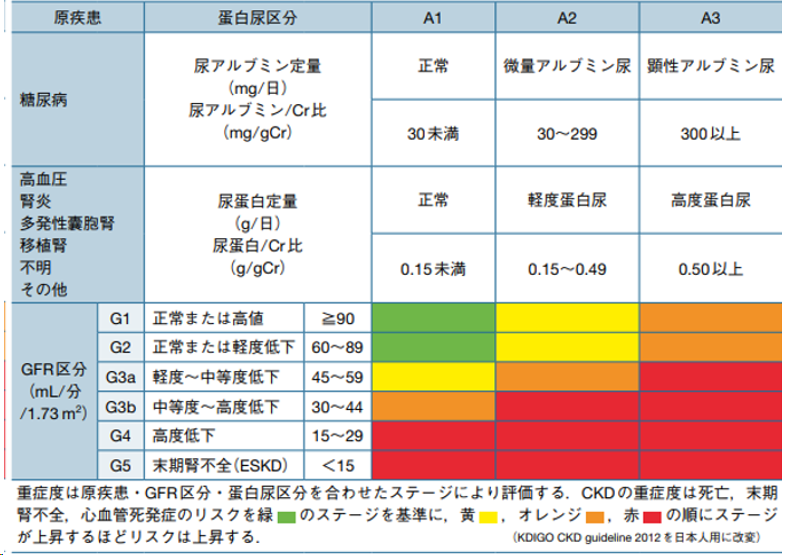 原疾患 蛋白尿区分 A1 A2 A3
糖尿病
尿アルブミン定量
(mg/日)
尿アルブミン/Cr比
(mg/gCr)
正常 微量アルブミン尿 顕性アルブミン尿
30未満 30～299 300以上
高血圧
腎炎
多発性嚢胞腎
移植腎
不明
その他
尿蛋白定量
(g/日)
尿蛋白/Cr比
(g/gCr)
正常 軽度蛋白尿 高度蛋白尿
0.15未満 0.15～0.49 0.50以上
GFR区分
(mL/分
/1.73 m²)
G1 正常または高値 ≧90
G2 正常または軽度低下 60～89
G3a 軽度～中等度低下 45～59
G3b 中等度～高度低下 30～44
G4 高度低下 15～29
G5 末期腎不全(ESKD) ＜15
重症度は原疾患・GFR区分・蛋白尿区分を合わせたステージにより評価する．CKDの重症度は死亡，末期
腎不全，心血管死発症のリスクを緑 のステージを基準に，黄 ，オレンジ ，赤 の順にステージ
が上昇するほどリスクは上昇する．
(KDIGO CKD guideline 2012を日本人用に改変)